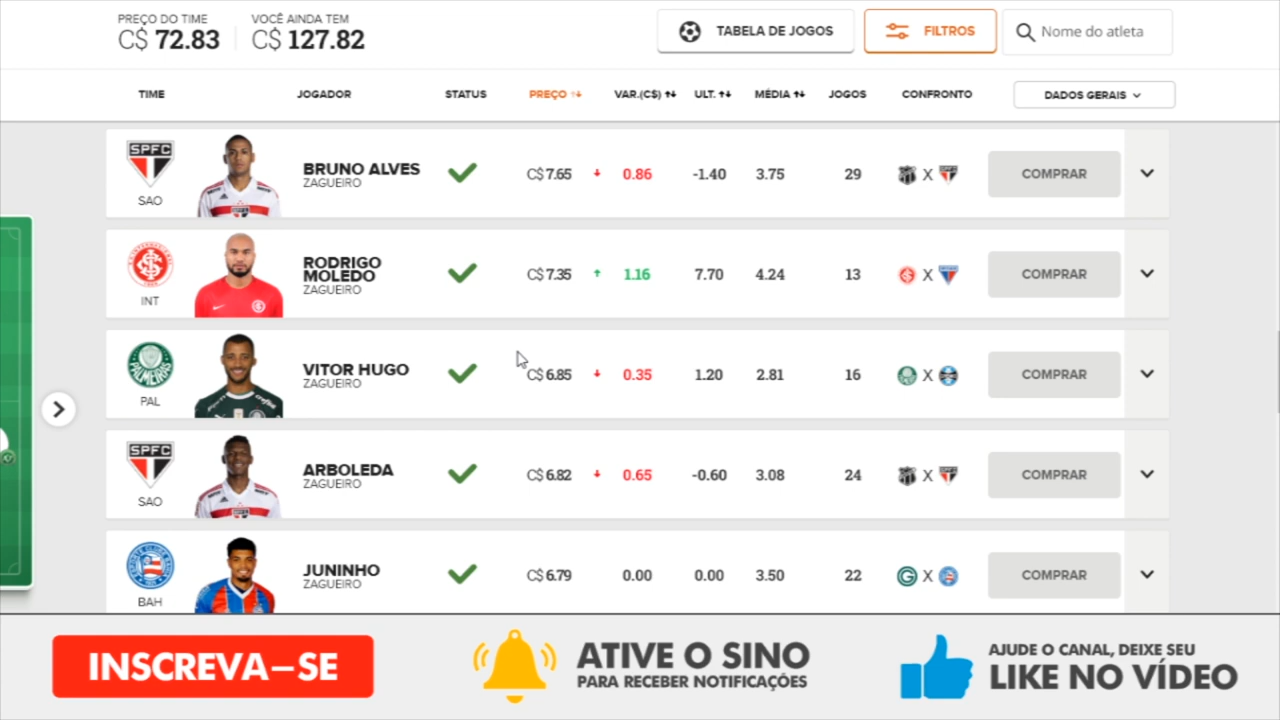 PREÇO DO TIME
C$ 72.83
VOCÊ AINDA TEM
C$ 127.82
TABELA DE JOGOS
FILTROS
Nome do atleta
TIME JOGADOR STATUS PREÇO VAR.(C$) ULT. MÉDIA JOGOS CONFRONTO DADOS GERAIS
SPFC
SAO
BRUNO ALVES
ZAGUEIRO
C$ 7.65 0.86 -1.40 3.75 29 X COMPRAR
INT
RODRIGO
MOLEDO
ZAGUEIRO
C$ 7.35 1.16 7.70 4.24 13 X COMPRAR
PALMEIRAS
PAL
VITOR HUGO
ZAGUEIRO
C$ 6.85 0.35 1.20 2.81 16 X COMPRAR
SPFC
SAO
ARBOLEDA
ZAGUEIRO
C$ 6.82 0.65 -0.60 3.08 24 X COMPRAR
BAH
JUNINHO
ZAGUEIRO
C$ 6.79 0.00 0.00 3.50 22 X COMPRAR
INSCREVA-SE
ATIVE O SINO
PARA RECEBER NOTIFICAÇÕES
AJUDE O CANAL, DEIXE SEU
LIKE NO VÍDEO